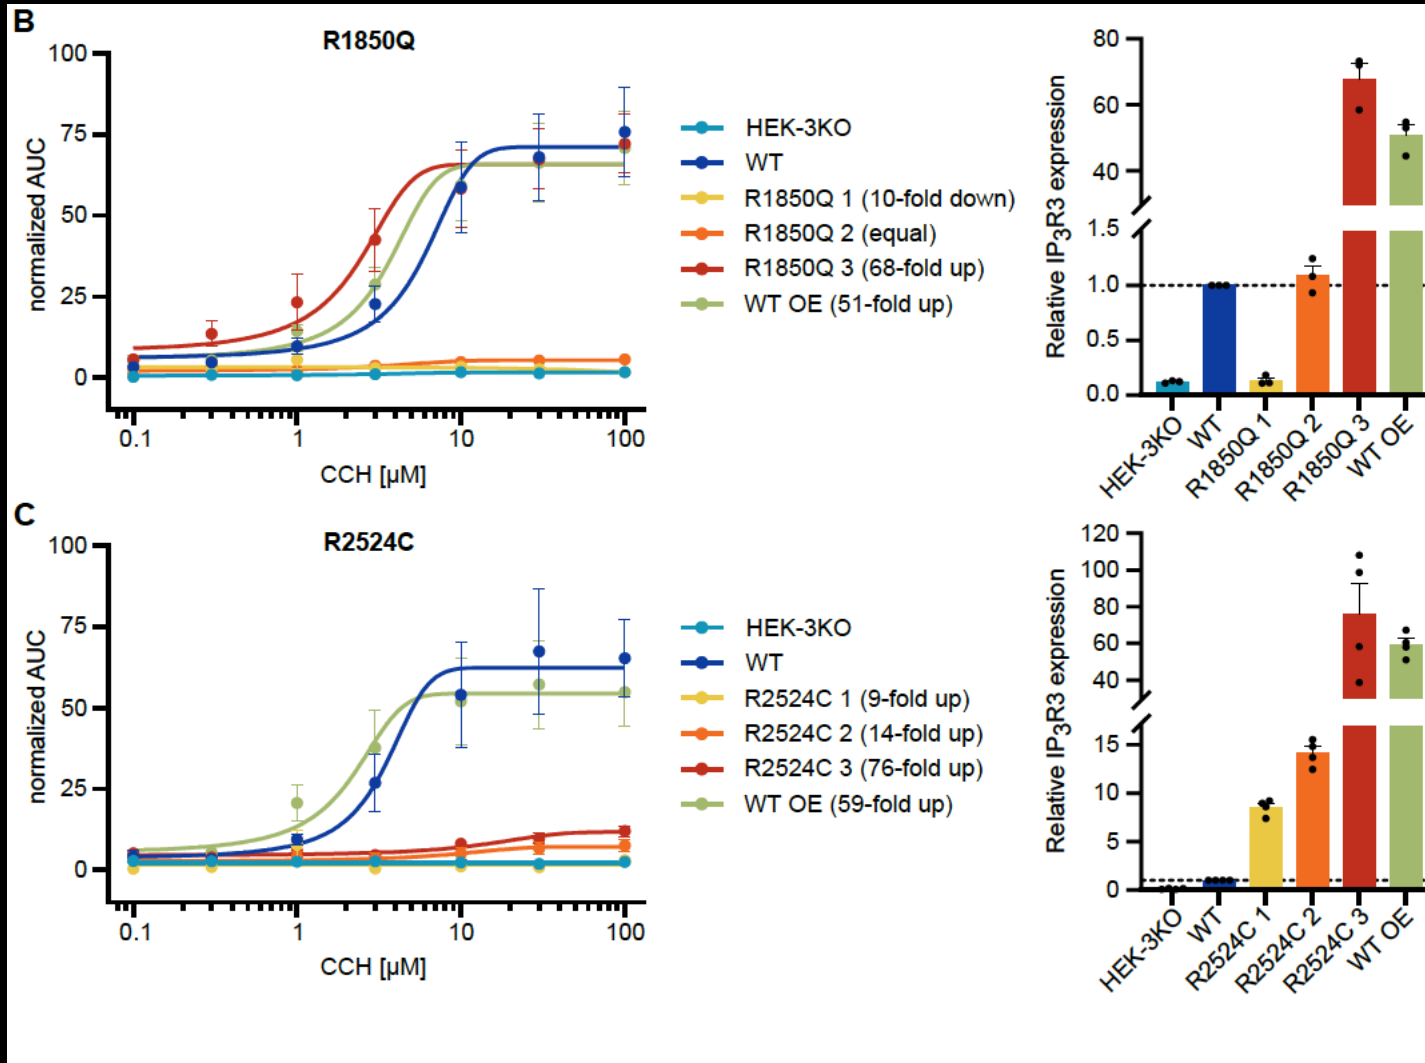 B
R1850Q
100
75
50
25
0
normalized AUC
0.1 1 10 100
CCH [µM]
HEK-3KO
WT
R1850Q 1 (10-fold down)
R1850Q 2 (equal)
R1850Q 3 (68-fold up)
WT OE (51-fold up)
80
60
40
1.5
1.0
0.5
0.0
Relative IP3R3 expression
HEK-3KO
WT
R1850Q 1
R1850Q 2
R1850Q 3
WT OE
C
R2524C
100
75
50
25
0
normalized AUC
0.1 1 10 100
CCH [µM]
HEK-3KO
WT
R2524C 1 (9-fold up)
R2524C 2 (14-fold up)
R2524C 3 (76-fold up)
WT OE (59-fold up)
120
100
80
60
40
15
10
5
0
Relative IP3R3 expression
HEK-3KO
WT
R2524C 1
R2524C 2
R2524C 3
WT OE